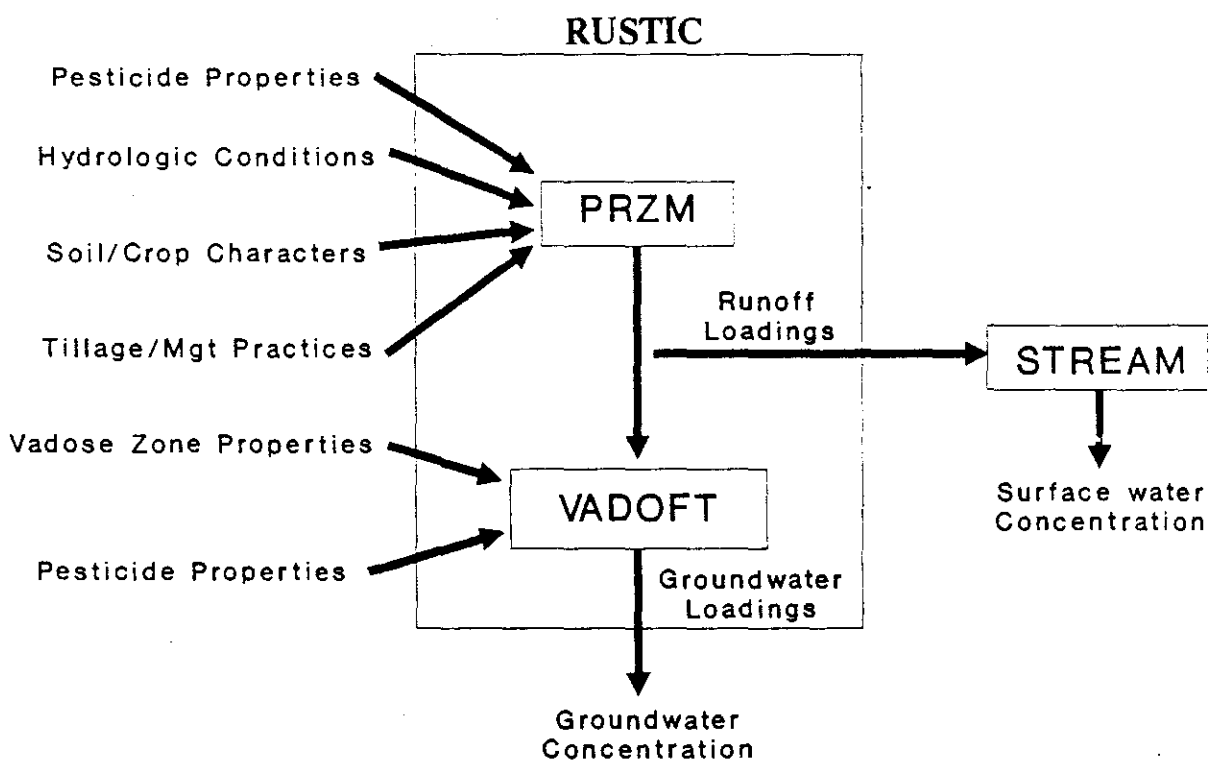 RUSTIC
Pesticide Properties
Hydrologic Conditions
PRZM
Soil/Crop Characters
Runoff
Loadings
Tillage/Mgt Practices
STREAM
Vadose Zone Properties
VADOFT
Surface water
Concentration
Pesticide Properties
Groundwater
Loadings
Groundwater
Concentration